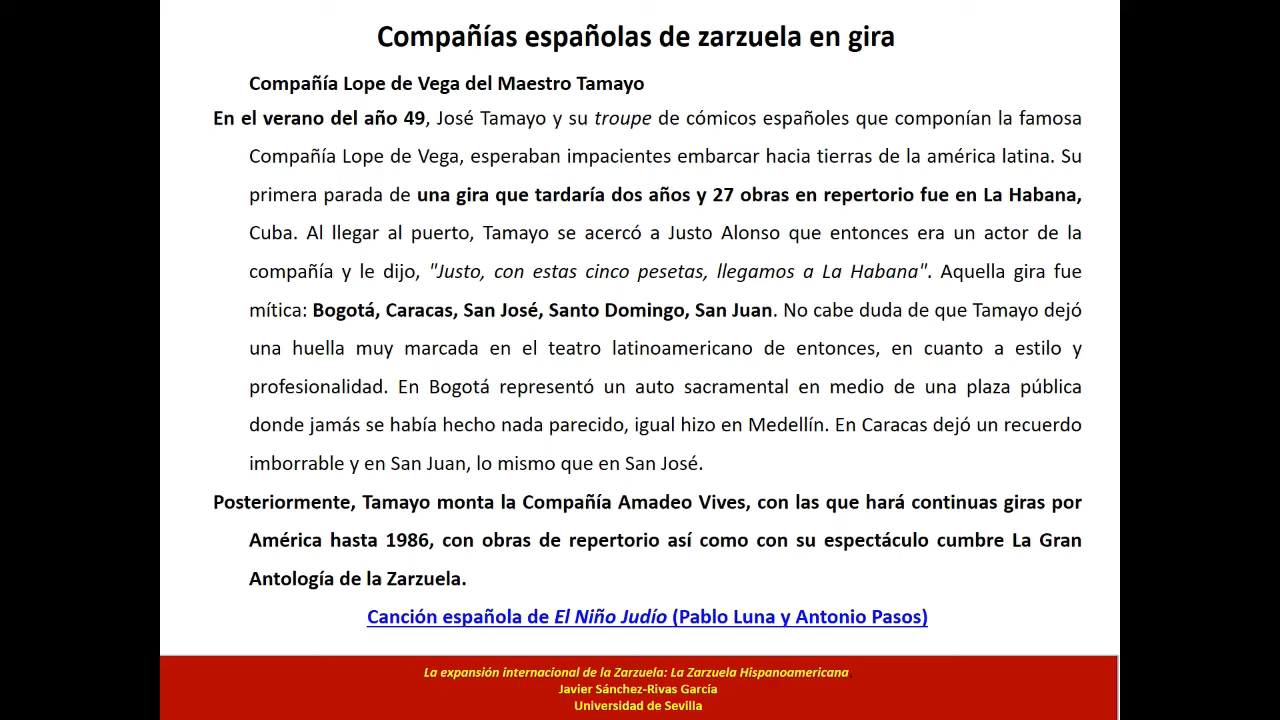 Compañías españolas de zarzuela en gira
Compañía Lope de Vega del Maestro Tamayo
En el verano del año 49, José Tamayo y su troupe de cómicos españoles que componían la famosa
Compañía Lope de Vega, esperaban impacientes embarcar hacia tierras de la américa latina. Su
primera parada de una gira que tardaría dos años y 27 obras en repertorio fue en La Habana,
Cuba. Al llegar al puerto, Tamayo se acercó a Justo Alonso que entonces era un actor de la
compañía y le dijo, "Justo, con estas cinco pesetas, llegamos a La Habana". Aquella gira fue
mítica: Bogotá, Caracas, San José, Santo Domingo, San Juan. No cabe duda de que Tamayo dejó
una huella muy marcada en el teatro latinoamericano de entonces, en cuanto a estilo y
profesionalidad. En Bogotá representó un auto sacramental en medio de una plaza pública
donde jamás se había hecho nada parecido, igual hizo en Medellín. En Caracas dejó un recuerdo
imborrable y en San Juan, lo mismo que en San José.
Posteriormente, Tamayo monta la Compañía Amadeo Vives, con las que hará continuas giras por
América hasta 1986, con obras de repertorio así como con su espectáculo cumbre La Gran
Antología de la Zarzuela.
Canción española de El Niño Judío (Pablo Luna y Antonio Pasos)
La expansión internacional de la Zarzuela: La Zarzuela Hispanoamericana
Javier Sánchez-Rivas García
Universidad de Sevilla